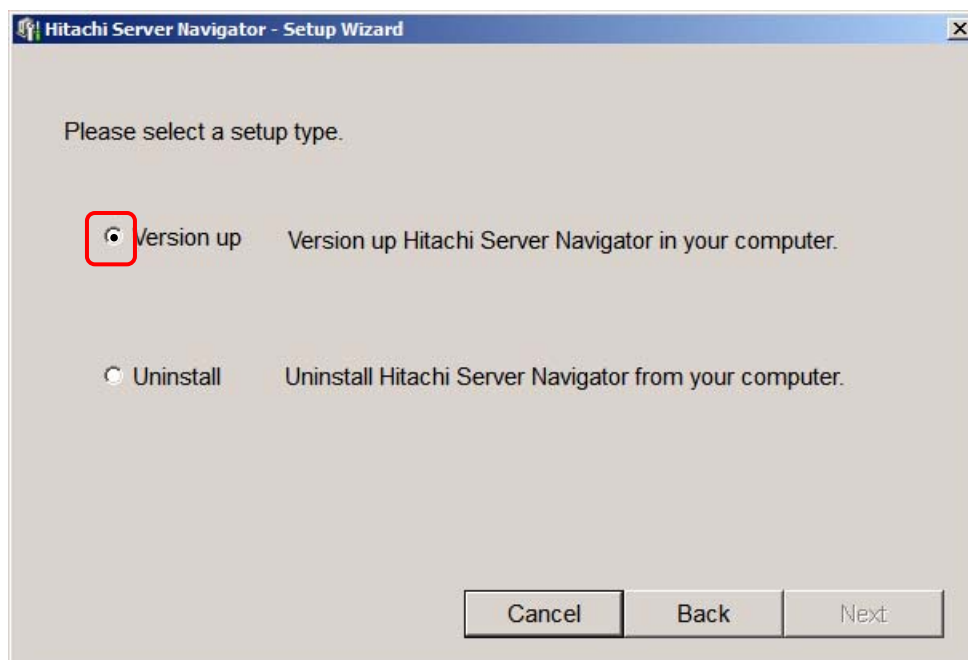 Hitachi Server Navigator - Setup Wizard
Please select a setup type.
Version up Version up Hitachi Server Navigator in your computer.
Uninstall Uninstall Hitachi Server Navigator from your computer.
Cancel Back Next